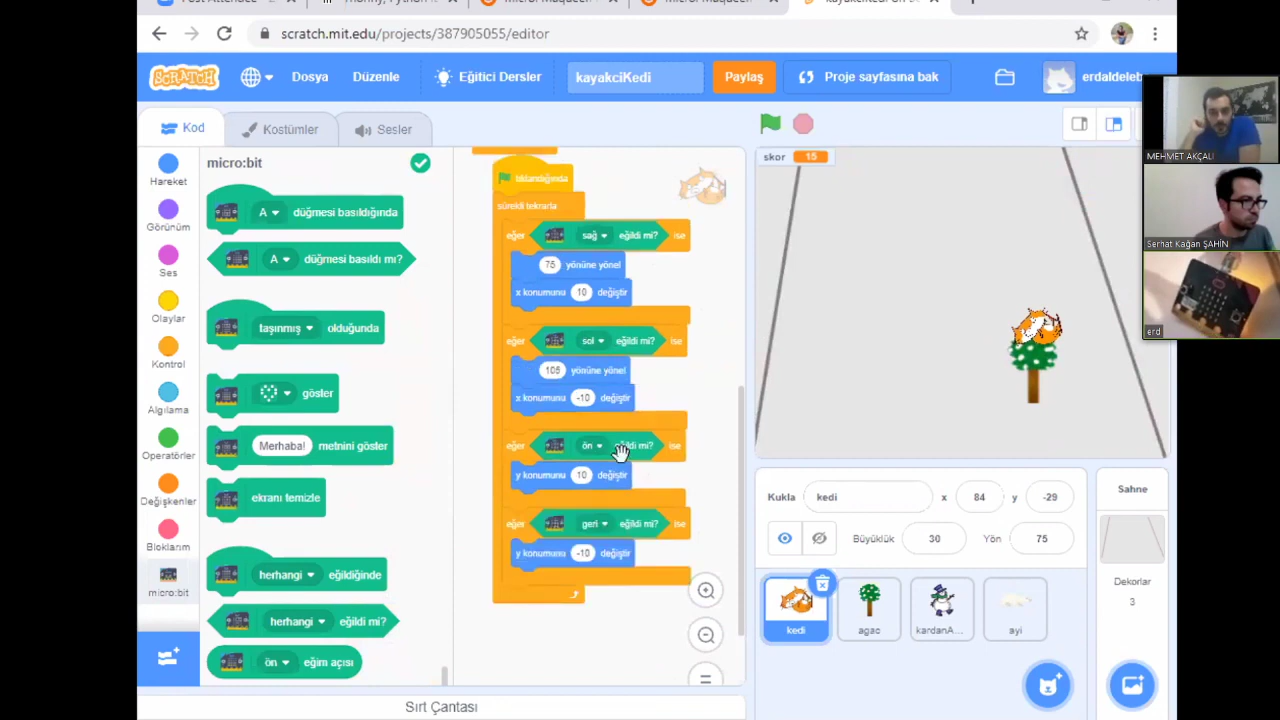 scratch.mit.edu/projects/387905055/editor
SCRATCH
Dosya
Düzenle
Eğitici Dersler
kayakciKedi
Paylaş
Proje sayfasına bak
erdaldeleb
Kod
Kostümler
Sesler
Hareket
Görünüm
Ses
Olaylar
Kontrol
Algılama
Operatörler
Değişkenler
Bloklarım
micro:bit
micro:bit
A düğmesi basıldığında
A düğmesi basıldı mı?
taşınmış olduğunda
göster
Merhaba! metnini göster
ekranı temizle
herhangi eğildiğinde
herhangi eğildi mi?
ön eğim açısı
tıklandığında
sürekli tekrarla
eğer sağ eğildi mi? ise
75 yönüne yönel
x konumunu 10 değiştir
eğer sol eğildi mi? ise
105 yönüne yönel
x konumunu -10 değiştir
eğer ön eğildi mi? ise
y konumunu 10 değiştir
eğer geri eğildi mi? ise
y konumunu -10 değiştir
skor 15
MEHMET AKÇALI
Serhat Kağan ŞAHİN
erd
Kukla kedi x 84 y -29
Büyüklük 30 Yön 75
kedi
agac
kardanA...
ayi
Sahne
Dekorlar
3
Sırt Çantası